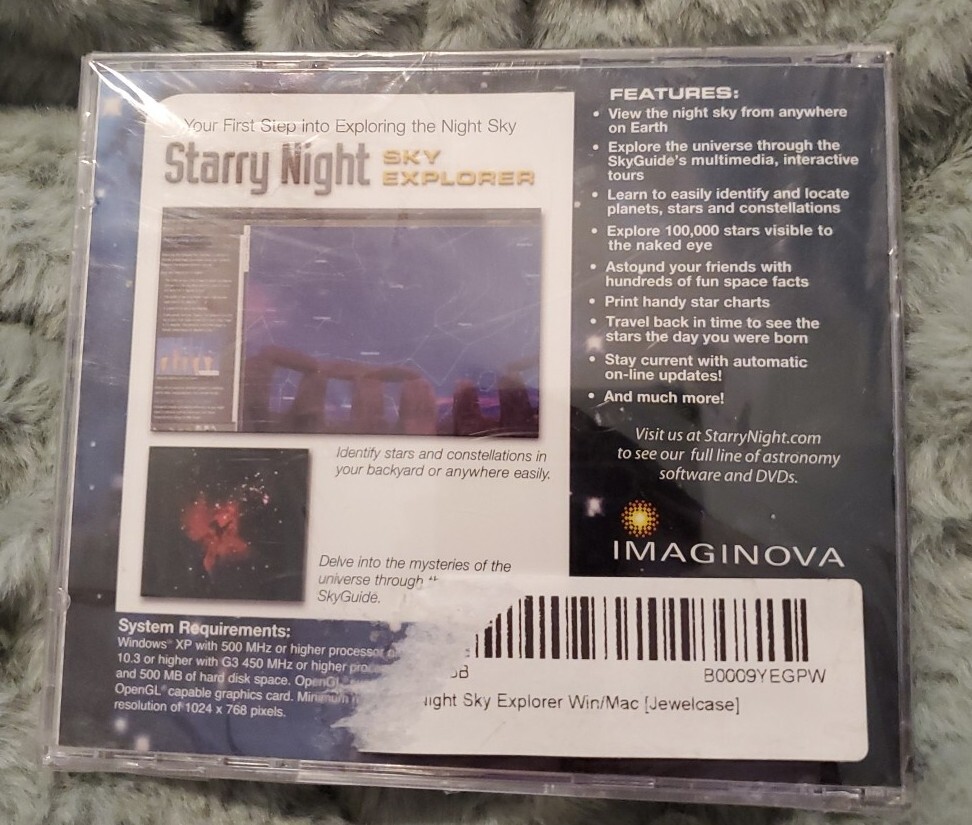 Your First Step into Exploring the Night Sky
Starry Night SKY EXPLORER
Identify stars and constellations in
your backyard or anywhere easily.
Delve into the mysteries of the
universe through
SkyGuide.
System Requirements:
Windows® XP with 500 MHz or higher processor
10.3 or higher with G3 450 MHz or higher
and 500 MB of hard disk space.
OpenGL® capable graphics card. Minimum
resolution of 1024 x 768 pixels.
FEATURES:
• View the night sky from anywhere
on Earth
• Explore the universe through the
SkyGuide's multimedia, interactive
tours
• Learn to easily identify and locate
planets, stars and constellations
• Explore 100,000 stars visible to
the naked eye
• Astound your friends with
hundreds of fun space facts
• Print handy star charts
• Travel back in time to see the
stars the day you were born
• Stay current with automatic
on-line updates!
• And much more!
Visit us at StarryNight.com
to see our full line of astronomy
software and DVDs.
IMAGINOVA
B0009YEGPW
Sky Explorer Win/Mac [Jewelcase]